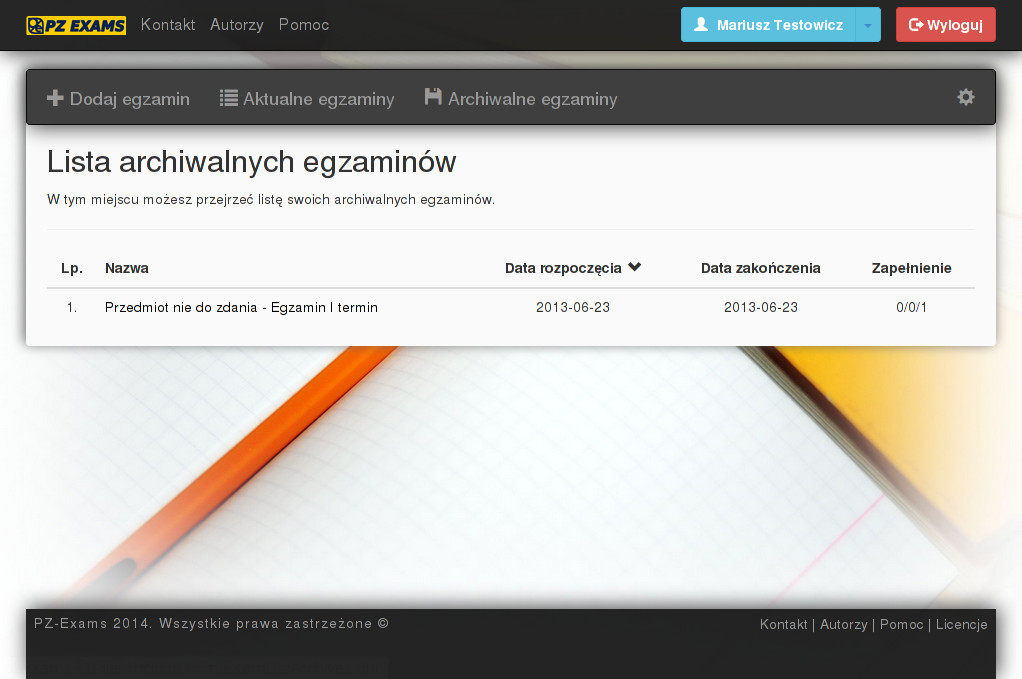 PZ EXAMS Kontakt Autorzy Pomoc Mariusz Testowicz Wyloguj
Dodaj egzamin Aktualne egzaminy Archiwalne egzaminy
Lista archiwalnych egzaminów
W tym miejscu możesz przejrzeć listę swoich archiwalnych egzaminów.
Lp. Nazwa Data rozpoczęcia Data zakończenia Zapełnienie
1. Przedmiot nie do zdania - Egzamin I termin 2013-06-23 2013-06-23 0/0/1
PZ-Exams 2014. Wszystkie prawa zastrzeżone © Kontakt | Autorzy | Pomoc | Licencje